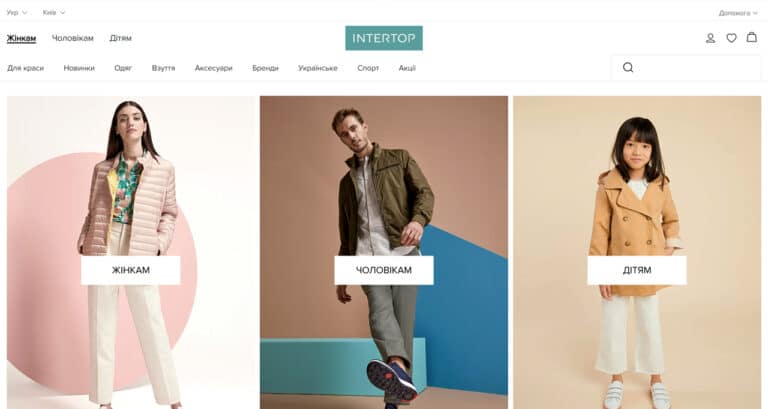 Укр Київ Допомога
Жінкам Чоловікам Дітям INTERTOP
Для краси Новинки Одяг Взуття Аксесуари Бренди Українське Спорт Акції
ЖІНКАМ ЧОЛОВІКАМ ДІТЯМ